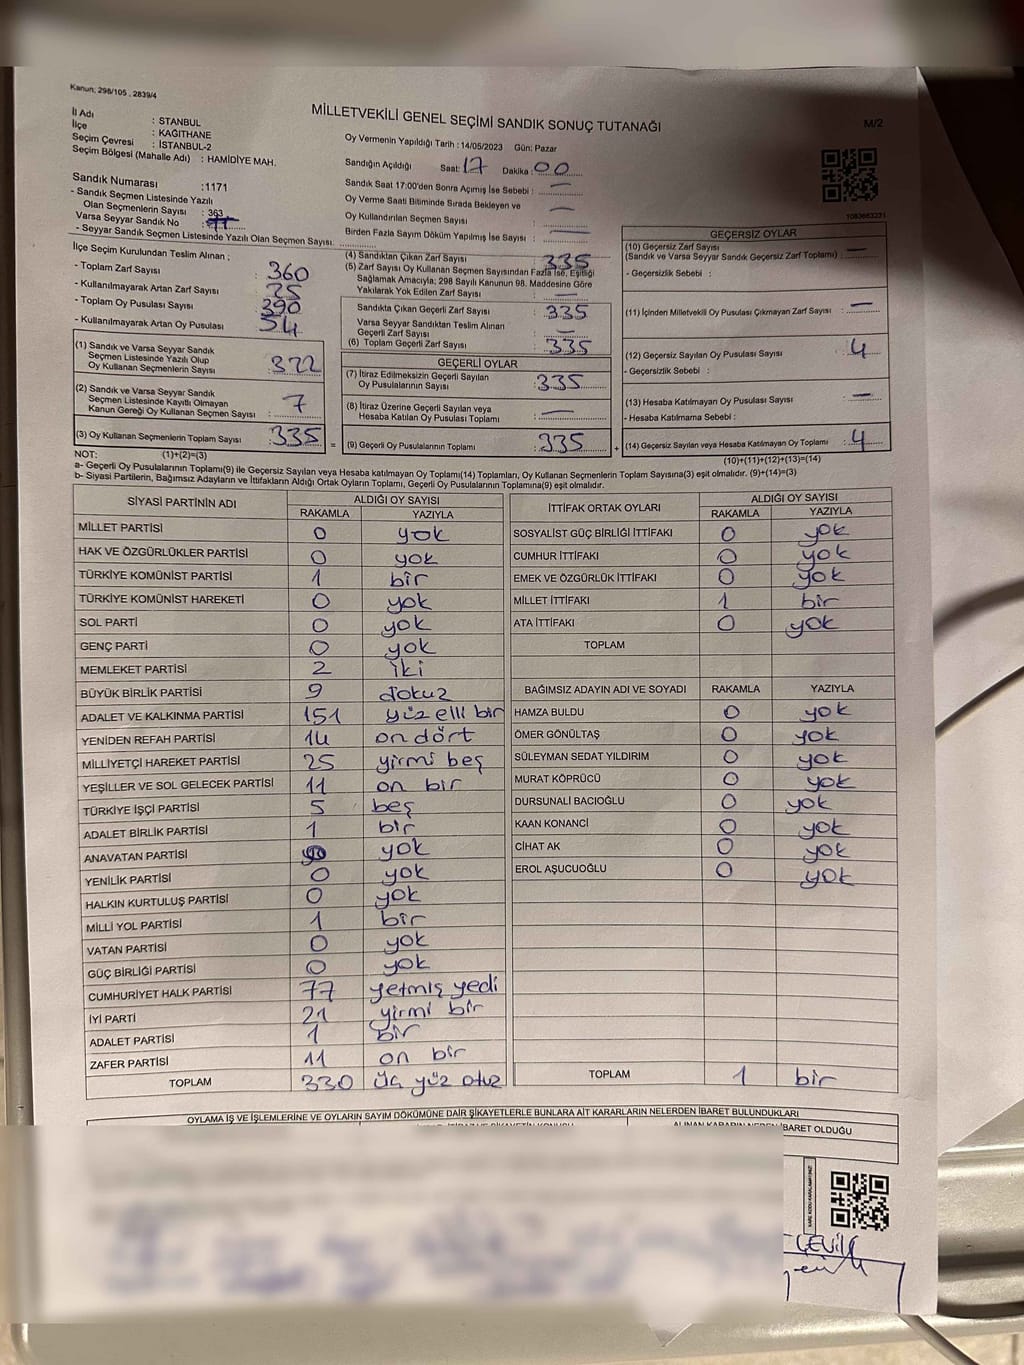 Kanun; 298/105 , 2839/4
MİLLETVEKİLİ GENEL SEÇİMİ SANDIK SONUÇ TUTANAĞI
M/2
İl Adı : STANBUL
İlçe : KAĞITHANE
Seçim Çevresi : İSTANBUL-2
Seçim Bölgesi (Mahalle Adı) : HAMİDİYE MAH.
Sandık Numarası :1171
- Sandık Seçmen Listesinde Yazılı
Olan Seçmenlerin Sayısı : 363
Varsa Seyyar Sandık No :
- Seyyar Sandık Seçmen Listesinde Yazılı Olan Seçmen Sayısı:
İlçe Seçim Kurulundan Teslim Alınan ;
- Toplam Zarf Sayısı : 360
- Kullanılmayarak Artan Zarf Sayısı : 25
- Toplam Oy Pusulası Sayısı : 390
- Kullanılmayarak Artan Oy Pusulası : 54
(1) Sandık ve Varsa Seyyar Sandık
Seçmen Listesinde Yazılı Olup
Oy Kullanan Seçmenlerin Sayısı : 322
(2) Sandık ve Varsa Seyyar Sandık
Seçmen Listesinde Kayıtlı Olmayan
Kanun Gereği Oy Kullanan Seçmen Sayısı : 7
(3) Oy Kullanan Seçmenlerin Toplam Sayısı : 335 =
Oy Vermenin Yapıldığı Tarih : 14/05/2023 Gün: Pazar
Sandığın Açıldığı Saat: 17 Dakika : 00
Sandık Saat 17:00'den Sonra Açımış İse Sebebi : —
Oy Verme Saati Bitiminde Sırada Bekleyen ve
Oy Kullandırılan Seçmen Sayısı : —
Birden Fazla Sayım Döküm Yapılmış İse Sayısı : —
(4) Sandıktan Çıkan Zarf Sayısı : 335
(5) Zarf Sayısı Oy Kullanan Seçmen Sayısından Fazla İse, Eşitliği
Sağlamak Amacıyla; 298 Sayılı Kanunun 98. Maddesine Göre
Yakılarak Yok Edilen Zarf Sayısı : —
Sandıkta Çıkan Geçerli Zarf Sayısı : 335
Varsa Seyyar Sandıktan Teslim Alınan
Geçerli Zarf Sayısı : —
(6) Toplam Geçerli Zarf Sayısı : 335
GEÇERLİ OYLAR
(7) İtiraz Edilmeksizin Geçerli Sayılan
Oy Pusulalarının Sayısı : 335
(8) İtiraz Üzerine Geçerli Sayılan veya
Hesaba Katılan Oy Pusulası Toplamı : —
(9) Geçerli Oy Pusulalarının Toplamı : 335 +
1083663231
GEÇERSİZ OYLAR
(10) Geçersiz Zarf Sayısı
(Sandık ve Varsa Seyyar Sandık Geçersiz Zarf Toplamı) : —
- Geçersizlik Sebebi :
(11) İçinden Milletvekili Oy Pusulası Çıkmayan Zarf Sayısı : —
(12) Geçersiz Sayılan Oy Pusulası Sayısı : 4
- Geçersizlik Sebebi :
(13) Hesaba Katılmayan Oy Pusulası Sayısı : —
- Hesaba Katılmama Sebebi :
(14) Geçersiz Sayılan veya Hesaba Katılmayan Oy Toplamı : 4
NOT: (1)+(2)=(3)
(10)+(11)+(12)+(13)=(14)
a- Geçerli Oy Pusulalarının Toplamı(9) ile Geçersiz Sayılan veya Hesaba katılmayan Oy Toplamı(14) Toplamları, Oy Kullanan Seçmenlerin Toplam Sayısına(3) eşit olmalıdır. (9)+(14)=(3)
b- Siyasi Partilerin, Bağımsız Adayların ve İttifakların Aldığı Ortak Oyların Toplamı, Geçerli Oy Pusulalarının Toplamına(9) eşit olmalıdır.
SİYASİ PARTİNİN ADI ALDIĞI OY SAYISI
RAKAMLA YAZIYLA
MİLLET PARTİSİ 0 yok
HAK VE ÖZGÜRLÜKLER PARTİSİ 0 yok
TÜRKİYE KOMÜNİST PARTİSİ 1 bir
TÜRKİYE KOMÜNİST HAREKETİ 0 yok
SOL PARTİ 0 yok
GENÇ PARTİ 0 yok
MEMLEKET PARTİSİ 2 iki
BÜYÜK BİRLİK PARTİSİ 9 dokuz
ADALET VE KALKINMA PARTİSİ 151 yüz elli bir
YENİDEN REFAH PARTİSİ 14 on dört
MİLLİYETÇİ HAREKET PARTİSİ 25 yirmi beş
YEŞİLLER VE SOL GELECEK PARTİSİ 11 on bir
TÜRKİYE İŞÇİ PARTİSİ 5 beş
ADALET BİRLİK PARTİSİ 1 bir
ANAVATAN PARTİSİ yok
YENİLİK PARTİSİ 0 yok
HALKIN KURTULUŞ PARTİSİ 0 yok
MİLLİ YOL PARTİSİ 1 bir
VATAN PARTİSİ 0 yok
GÜÇ BİRLİĞİ PARTİSİ 0 yok
CUMHURİYET HALK PARTİSİ 77 yetmiş yedi
İYİ PARTİ 21 yirmi bir
ADALET PARTİSİ 1 bir
ZAFER PARTİSİ 11 on bir
TOPLAM 330 üç yüz otuz
İTTİFAK ORTAK OYLARI ALDIĞI OY SAYISI
RAKAMLA YAZIYLA
SOSYALİST GÜÇ BİRLİĞİ İTTİFAKI 0 yok
CUMHUR İTTİFAKI 0 yok
EMEK VE ÖZGÜRLÜK İTTİFAKI 0 yok
MİLLET İTTİFAKI 1 bir
ATA İTTİFAKI 0 yok
TOPLAM
BAĞIMSIZ ADAYIN ADI VE SOYADI RAKAMLA YAZIYLA
HAMZA BULDU 0 yok
ÖMER GÖNÜLTAŞ 0 yok
SÜLEYMAN SEDAT YILDIRIM 0 yok
MURAT KÖPRÜCÜ 0 yok
DURSUNALİ BACIOĞLU 0 yok
KAAN KONANCİ 0 yok
CİHAT AK 0 yok
EROL AŞUCUOĞLU 0 yok
TOPLAM 1 bir
OYLAMA İŞ VE İŞLEMLERİNE VE OYLARIN SAYIM DÖKÜMÜNE DAİR ŞİKAYETLERLE BUNLARA AİT KARARLARIN NELERDEN İBARET BULUNDUKLARI
İBARET OLDUĞU